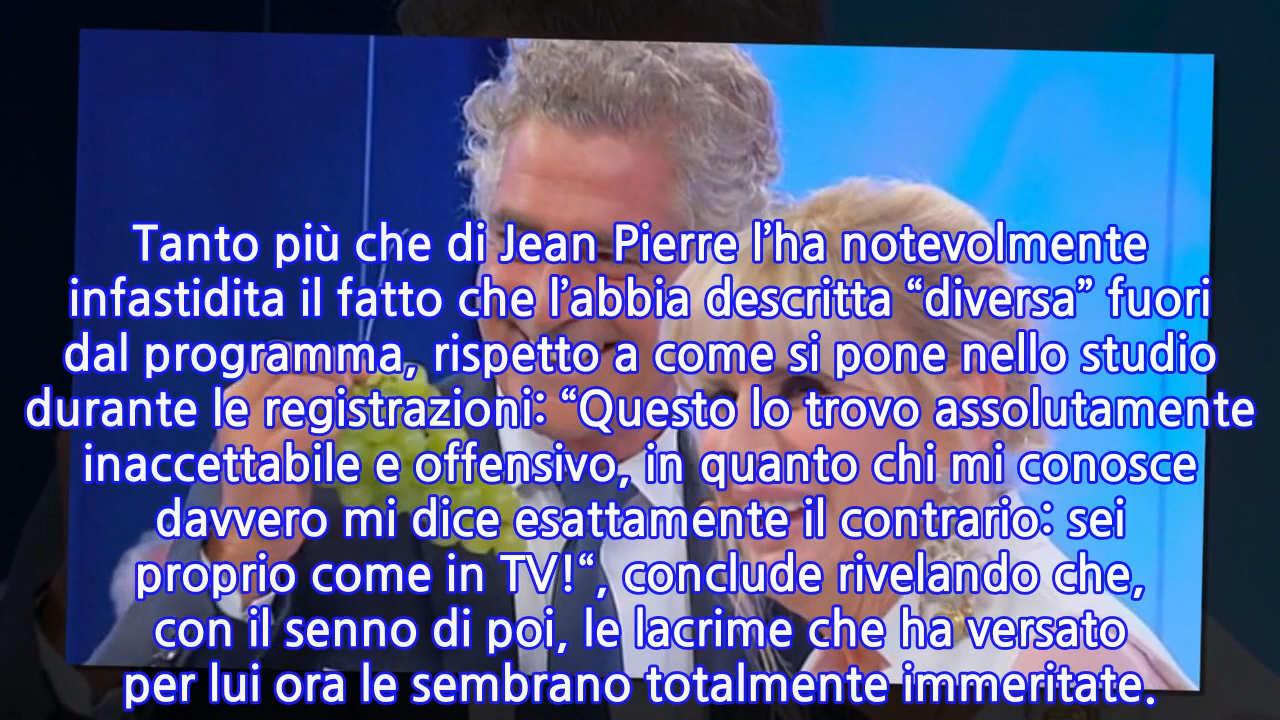 Tanto più che di Jean Pierre l’ha notevolmente
infastidita il fatto che l’abbia descritta “diversa” fuori
dal programma, rispetto a come si pone nello studio
durante le registrazioni: “Questo lo trovo assolutamente
inaccettabile e offensivo, in quanto chi mi conosce
davvero mi dice esattamente il contrario: sei
proprio come in TV!“, conclude rivelando che,
con il senno di poi, le lacrime che ha versato
per lui ora le sembrano totalmente immeritate.